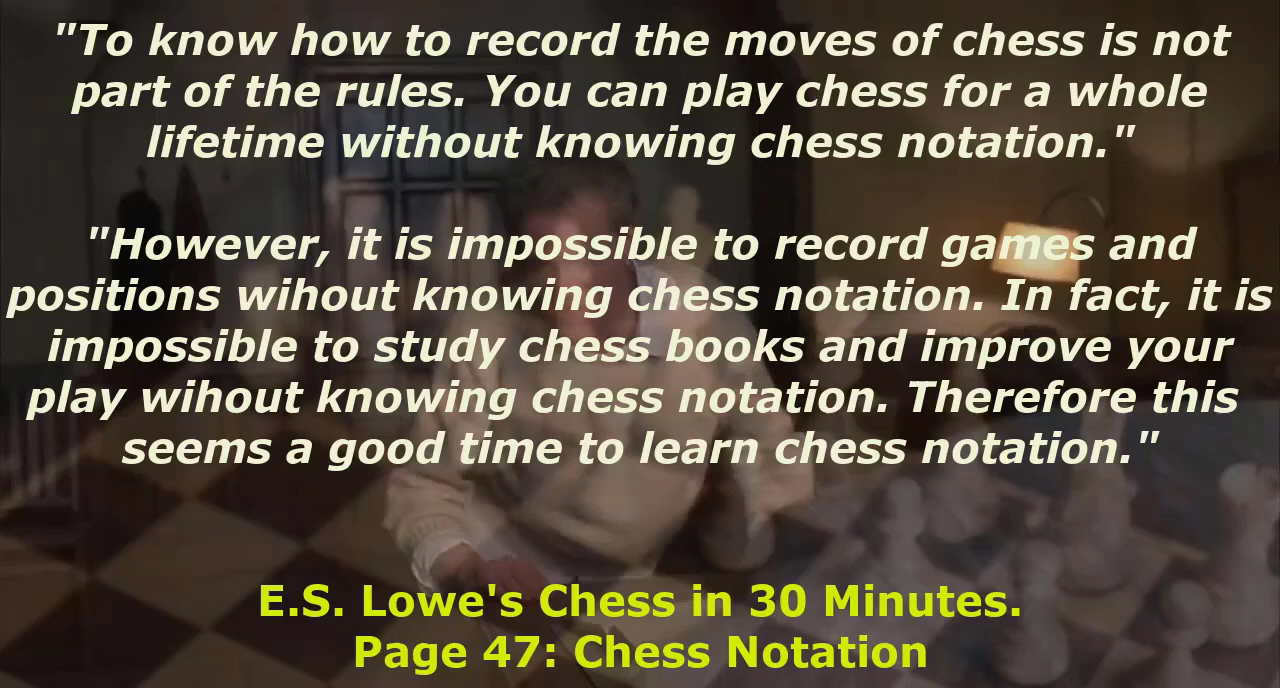 "To know how to record the moves of chess is not
part of the rules. You can play chess for a whole
lifetime without knowing chess notation."
"However, it is impossible to record games and
positions wihout knowing chess notation. In fact, it is
impossible to study chess books and improve your
play wihout knowing chess notation. Therefore this
seems a good time to learn chess notation."
E.S. Lowe's Chess in 30 Minutes.
Page 47: Chess Notation